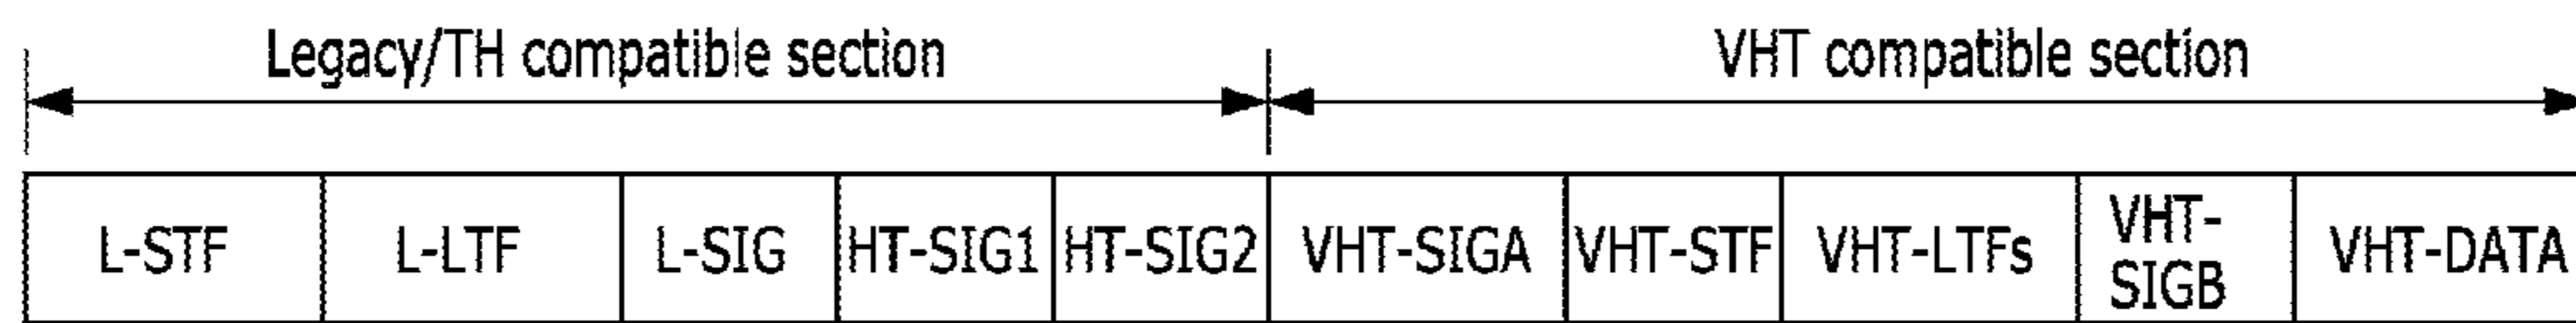 Legacy/TH compatible section
VHT compatible section
L-STF
L-LTF
L-SIG
HT-SIG1
HT-SIG2
VHT-SIGA
VHT-STF
VHT-LTFs
VHT-
SIGB
VHT-DATA